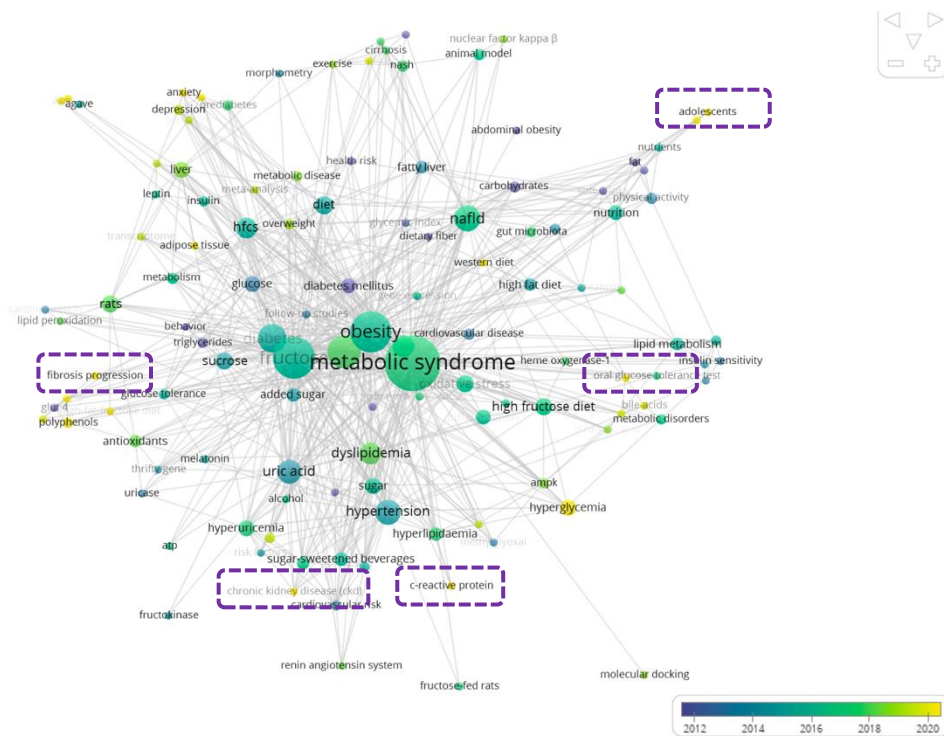 nuclear factor kappa β
cirrhosis
animal model
exercise
nash
morphometry
anxiety
prediabetes
agave
depression
adolescents
abdominal obesity
nutrients
health risk
fatty liver
fat
liver
metabolic disease
meta-analysis
carbohydrates
physical activity
leptin
insulin
diet
nafld
nutrition
hfcs
overweight
glycemic index
dietary fiber
gut microbiota
adipose tissue
western diet
metabolism
glucose
diabetes mellitus
high fat diet
rats
follow-up studies
lipid peroxidation
behavior
triglycerides
diabetes
obesity
cardiovascular disease
lipid metabolism
sucrose
fructose
metabolic syndrome
heme oxygenase-1
insulin sensitivity
fibrosis progression
oral glucose tolerance test
oxidative stress
glucose tolerance
added sugar
glut4
high fructose diet
bile acids
polyphenols
metabolic disorders
antioxidants
dyslipidemia
melatonin
thrifty gene
uric acid
sugar
ampk
uricase
alcohol
hypertension
hyperglycemia
hyperuricemia
hyperlipidaemia
atp
methylglyoxal
sugar-sweetened beverages
chronic kidney disease (ckd)
c-reactive protein
cardiovascular risk
fructokinase
renin angiotensin system
molecular docking
fructose-fed rats
2012 2014 2016 2018 2020